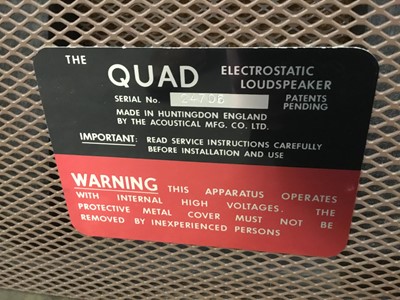 THE QUAD ELECTROSTATIC LOUDSPEAKER
SERIAL No. PATENTS PENDING
MADE IN HUNTINGDON ENGLAND
BY THE ACOUSTICAL MFG. CO. LTD.
IMPORTANT: READ SERVICE INSTRUCTIONS CAREFULLY
BEFORE INSTALLATION AND USE
WARNING THIS APPARATUS OPERATES
WITH INTERNAL HIGH VOLTAGES. THE
PROTECTIVE METAL COVER MUST NOT BE
REMOVED BY INEXPERIENCED PERSONS